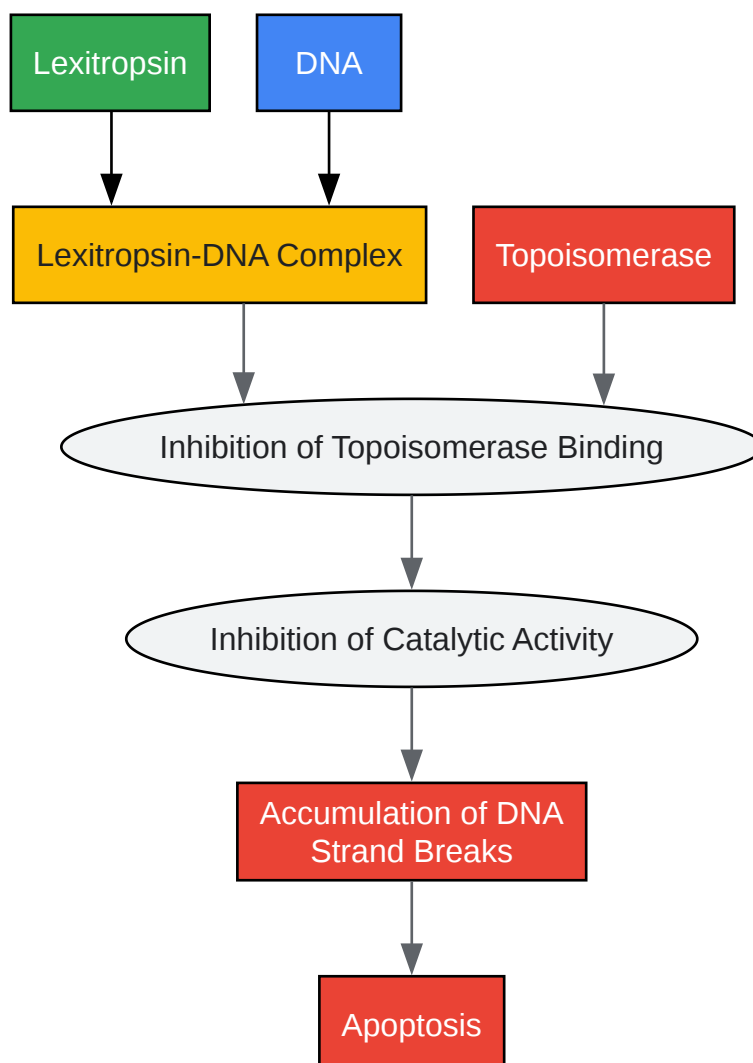 Lexitropsin
DNA
Lexitropsin-DNA Complex
Topoisomerase
Inhibition of Topoisomerase Binding
Inhibition of Catalytic Activity
Accumulation of DNA
Strand Breaks
Apoptosis